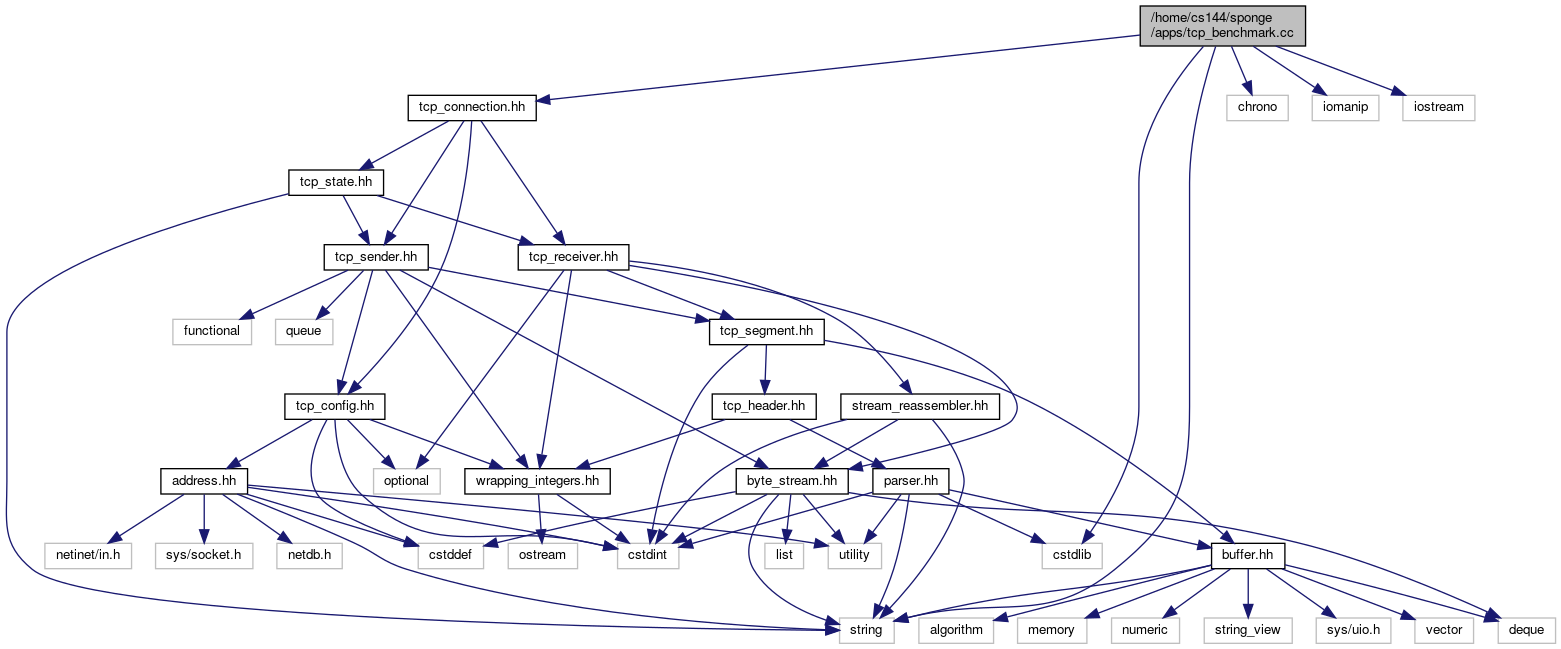 /home/cs144/sponge
/apps/tcp_benchmark.cc
tcp_connection.hh
chrono
iomanip
iostream
tcp_state.hh
tcp_sender.hh
tcp_receiver.hh
functional
queue
tcp_segment.hh
tcp_config.hh
tcp_header.hh
stream_reassembler.hh
address.hh
optional
wrapping_integers.hh
byte_stream.hh
parser.hh
netinet/in.h
sys/socket.h
netdb.h
cstddef
ostream
cstdint
list
utility
cstdlib
buffer.hh
string
algorithm
memory
numeric
string_view
sys/uio.h
vector
deque